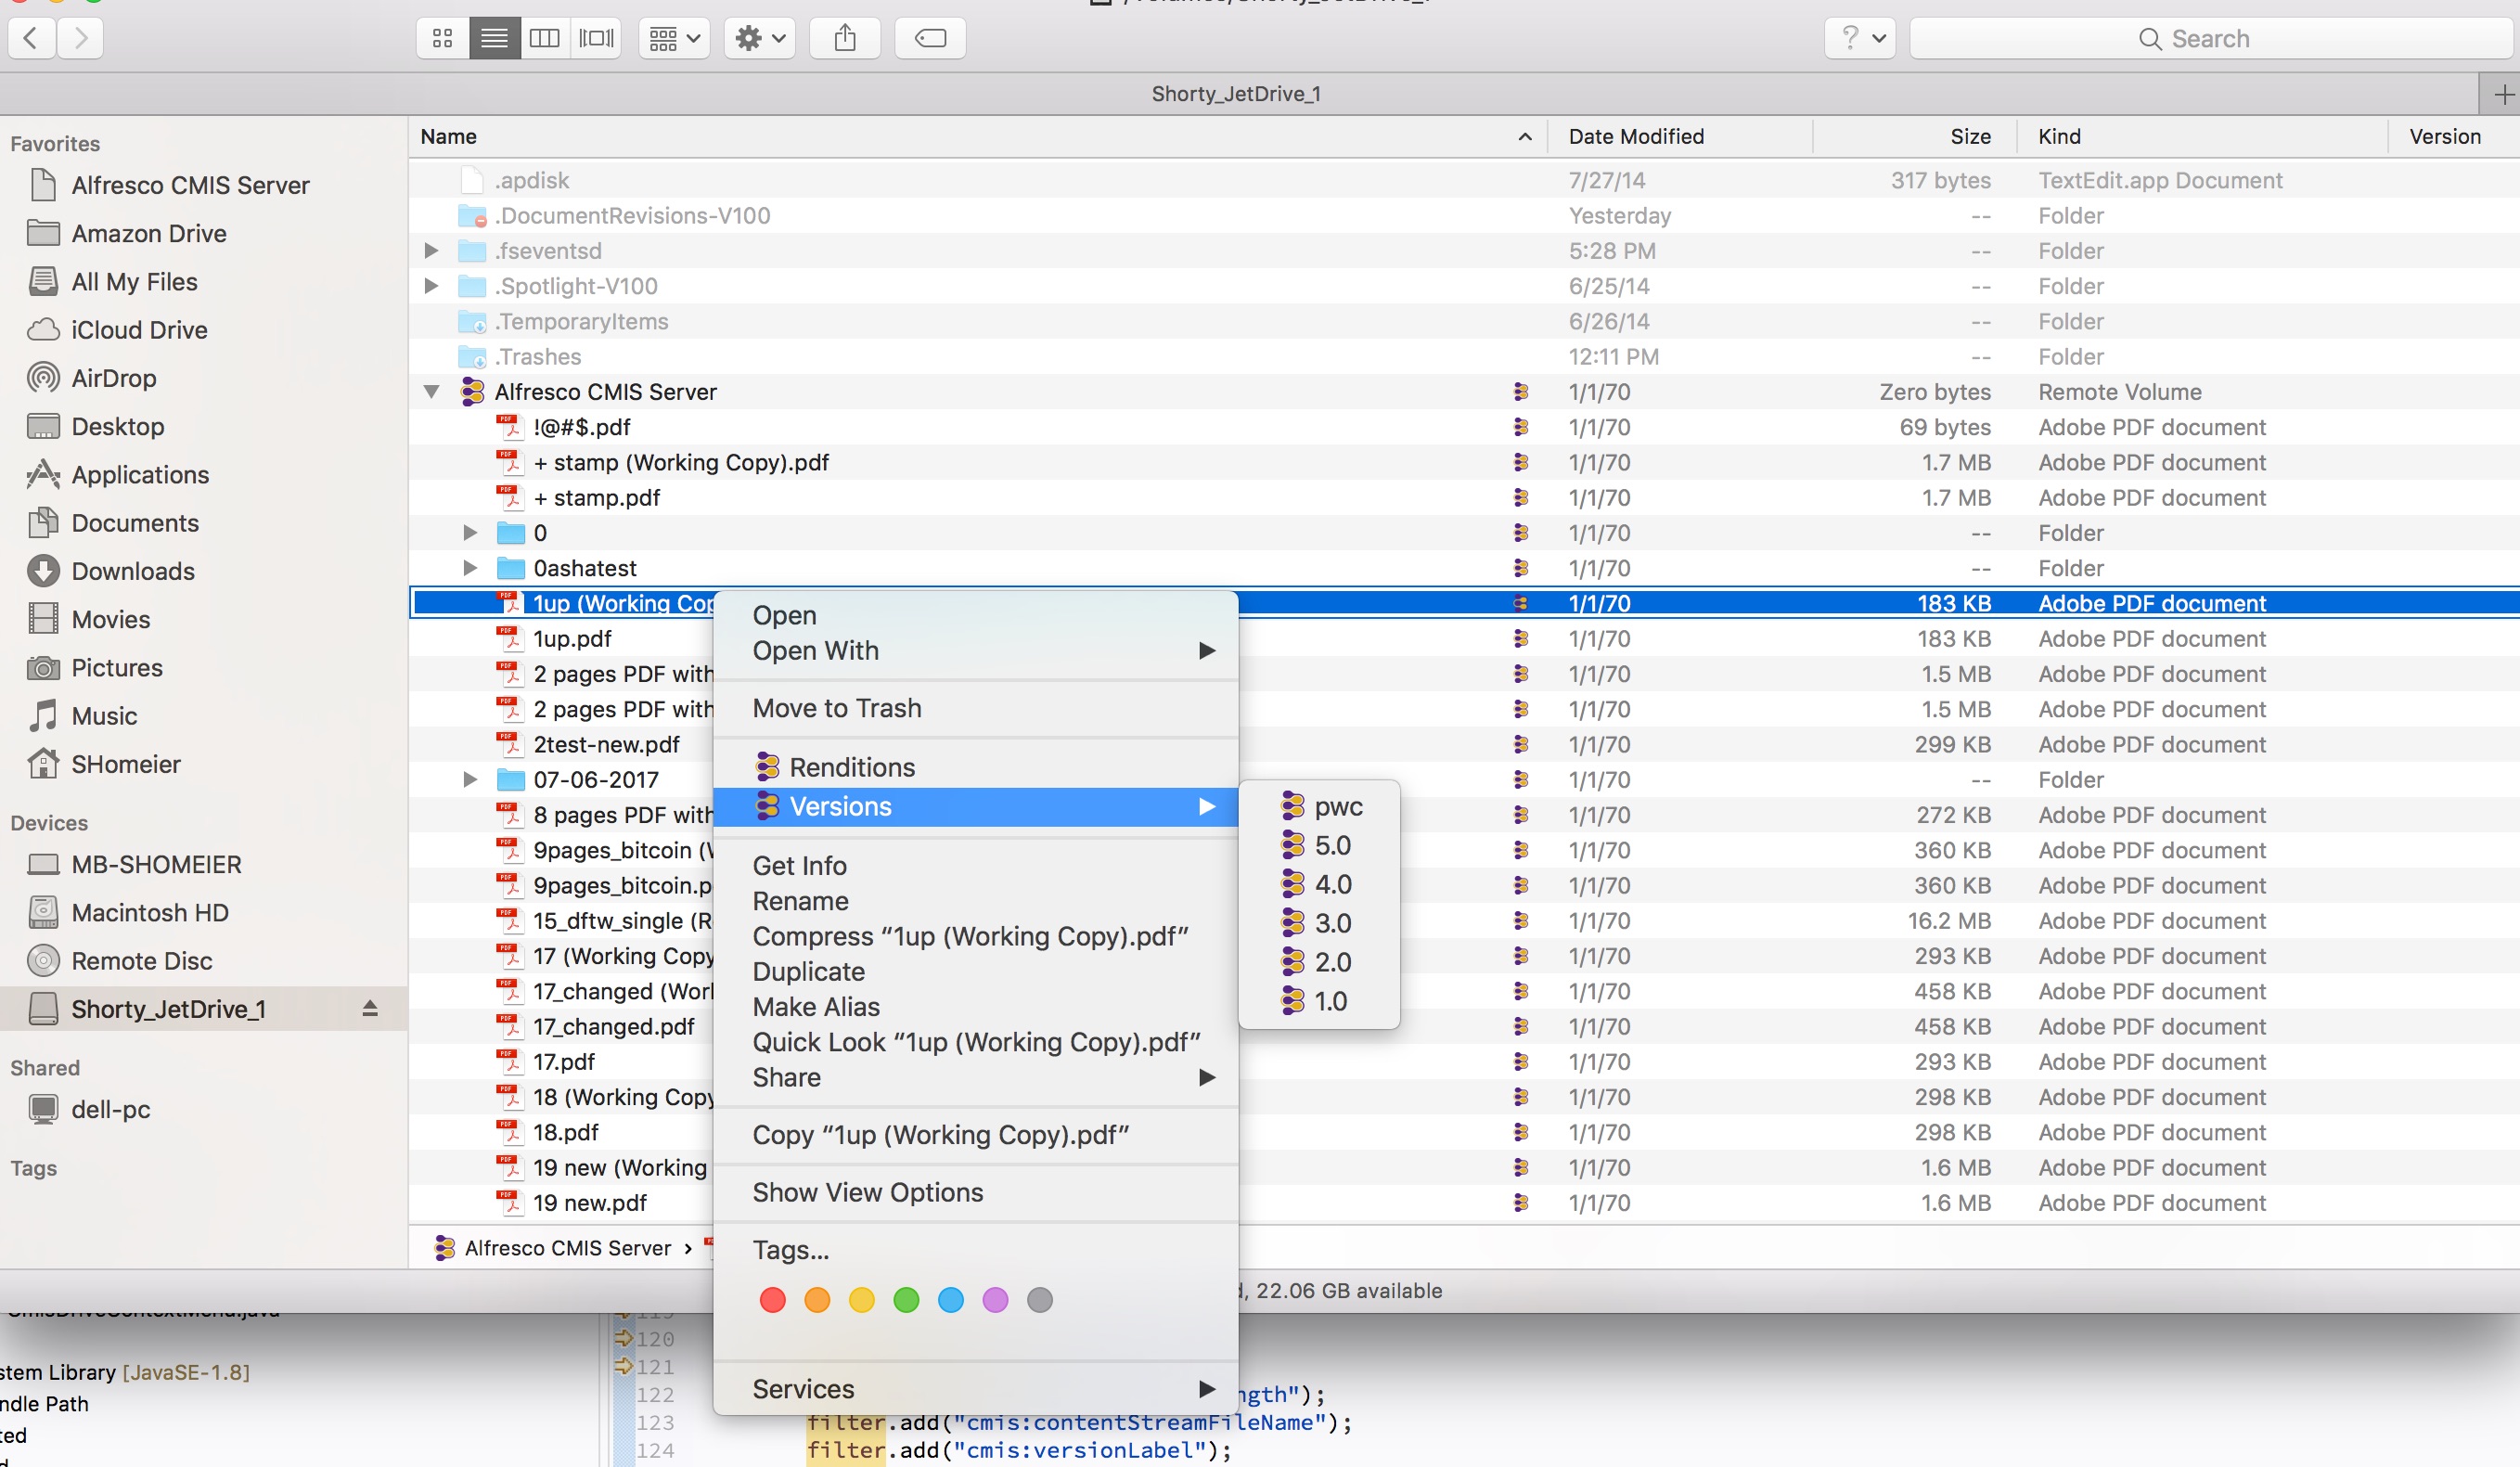 Search
Shorty_JetDrive_1
Favorites
Alfresco CMIS Server
Amazon Drive
All My Files
iCloud Drive
AirDrop
Desktop
Applications
Documents
Downloads
Movies
Pictures
Music
SHomeier
Devices
MB-SHOMEIER
Macintosh HD
Remote Disc
Shorty_JetDrive_1
Shared
dell-pc
Tags
Name Date Modified Size Kind Version
.apdisk 7/27/14 317 bytes TextEdit.app Document
.DocumentRevisions-V100 Yesterday -- Folder
.fseventsd 5:28 PM -- Folder
.Spotlight-V100 6/25/14 -- Folder
.TemporaryItems 6/26/14 -- Folder
.Trashes 12:11 PM -- Folder
Alfresco CMIS Server 1/1/70 Zero bytes Remote Volume
!@#$.pdf 1/1/70 69 bytes Adobe PDF document
+ stamp (Working Copy).pdf 1/1/70 1.7 MB Adobe PDF document
+ stamp.pdf 1/1/70 1.7 MB Adobe PDF document
0 1/1/70 -- Folder
0ashatest 1/1/70 -- Folder
1up (Working Cop 1/1/70 183 KB Adobe PDF document
1up.pdf 1/1/70 183 KB Adobe PDF document
2 pages PDF with 1/1/70 1.5 MB Adobe PDF document
2 pages PDF with 1/1/70 1.5 MB Adobe PDF document
2test-new.pdf 1/1/70 299 KB Adobe PDF document
07-06-2017 1/1/70 -- Folder
8 pages PDF with 1/1/70 272 KB Adobe PDF document
9pages_bitcoin (W 1/1/70 360 KB Adobe PDF document
9pages_bitcoin.p 1/1/70 360 KB Adobe PDF document
15_dftw_single (R 1/1/70 16.2 MB Adobe PDF document
17 (Working Copy 1/1/70 293 KB Adobe PDF document
17_changed (Worl 1/1/70 458 KB Adobe PDF document
17_changed.pdf 1/1/70 458 KB Adobe PDF document
17.pdf 1/1/70 293 KB Adobe PDF document
18 (Working Copy 1/1/70 298 KB Adobe PDF document
18.pdf 1/1/70 298 KB Adobe PDF document
19 new (Working 1/1/70 1.6 MB Adobe PDF document
19 new.pdf 1/1/70 1.6 MB Adobe PDF document
Open
Open With
Move to Trash
Renditions
Versions
Get Info
Rename
Compress “1up (Working Copy).pdf”
Duplicate
Make Alias
Quick Look “1up (Working Copy).pdf”
Share
Copy “1up (Working Copy).pdf”
Show View Options
Tags...
Services
pwc
5.0
4.0
3.0
2.0
1.0
Alfresco CMIS Server ›
, 22.06 GB available
CmisDriveContextMenu.java
stem Library [JavaSE-1.8]
ndle Path
ted
119
120
121
122 ngth");
123 filter.add("cmis:contentStreamFileName");
124 filter.add("cmis:versionLabel");